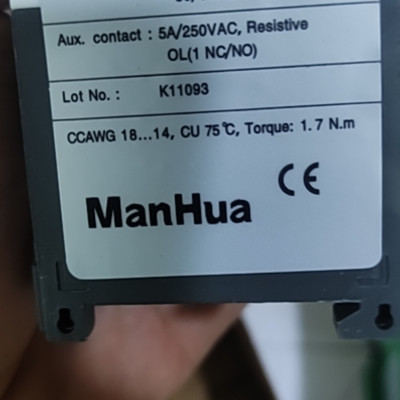 Aux. contact : 5A/250VAC, Resistive
OL(1 NC/NO)
Lot No. : K11093
CCAWG 18...14, CU 75℃, Torque: 1.7 N.m
CE
ManHua